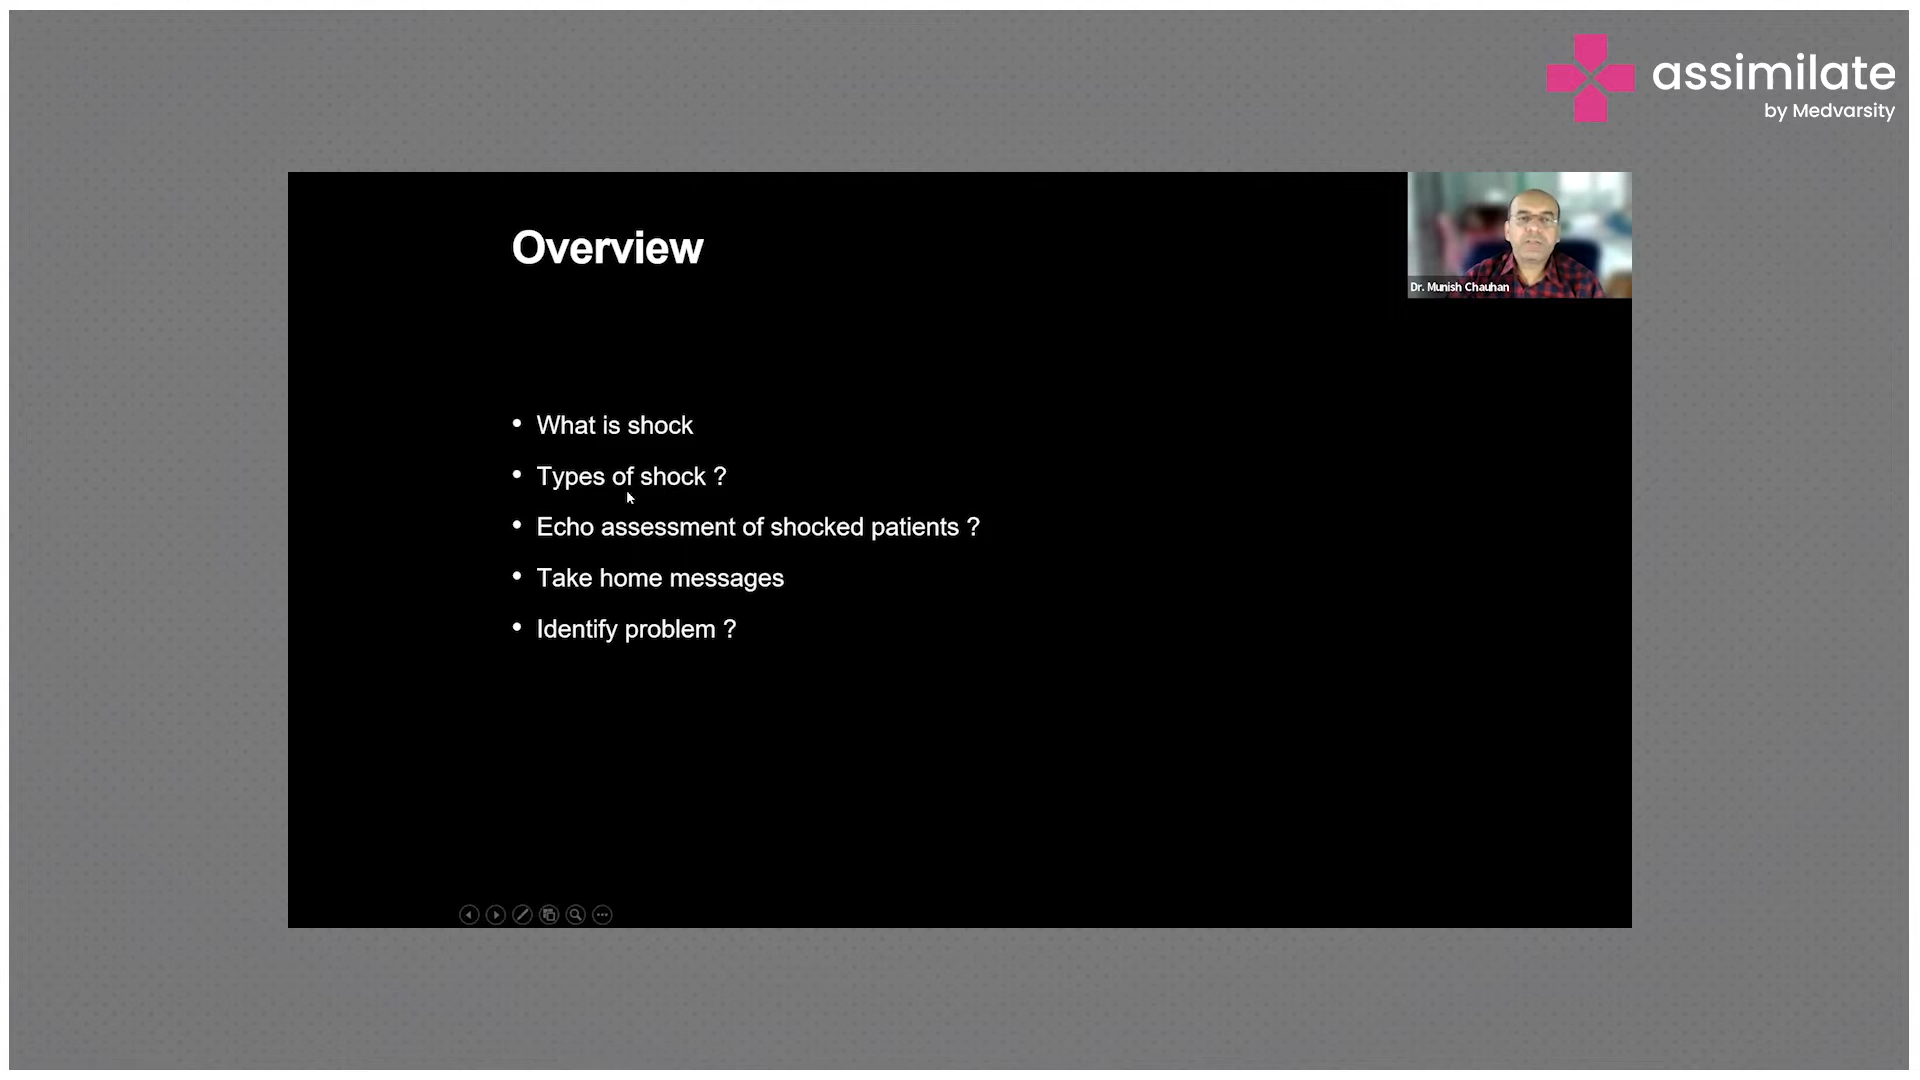 assimilate
by Medvarsity
Overview
Dr. Munish Chauhan
• What is shock
• Types of shock ?
• Echo assessment of shocked patients ?
• Take home messages
• Identify problem ?